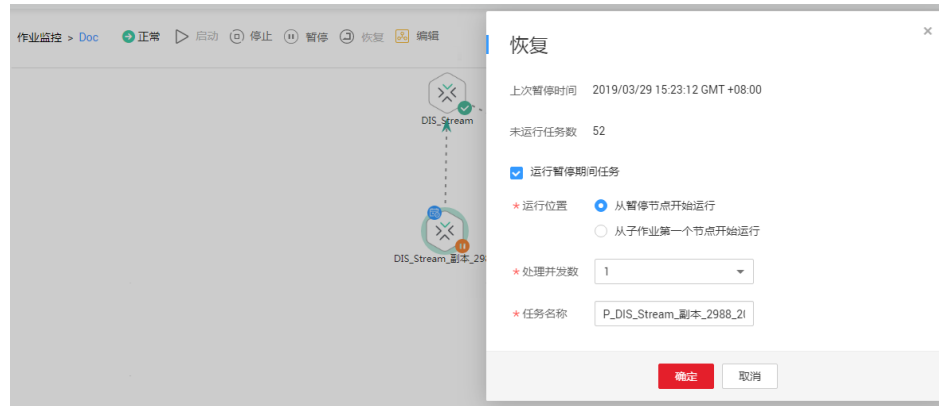 作业监控 > Doc 正常 启动 停止 暂停 恢复 编辑
DIS_Stream
DIS_Stream_副本_29
恢复
上次暂停时间 2019/03/29 15:23:12 GMT +08:00
未运行任务数 52
运行暂停期间任务
* 运行位置 从暂停节点开始运行
从子作业第一个节点开始运行
* 处理并发数 1
* 任务名称 P_DIS_Stream_副本_2988_20
确定 取消